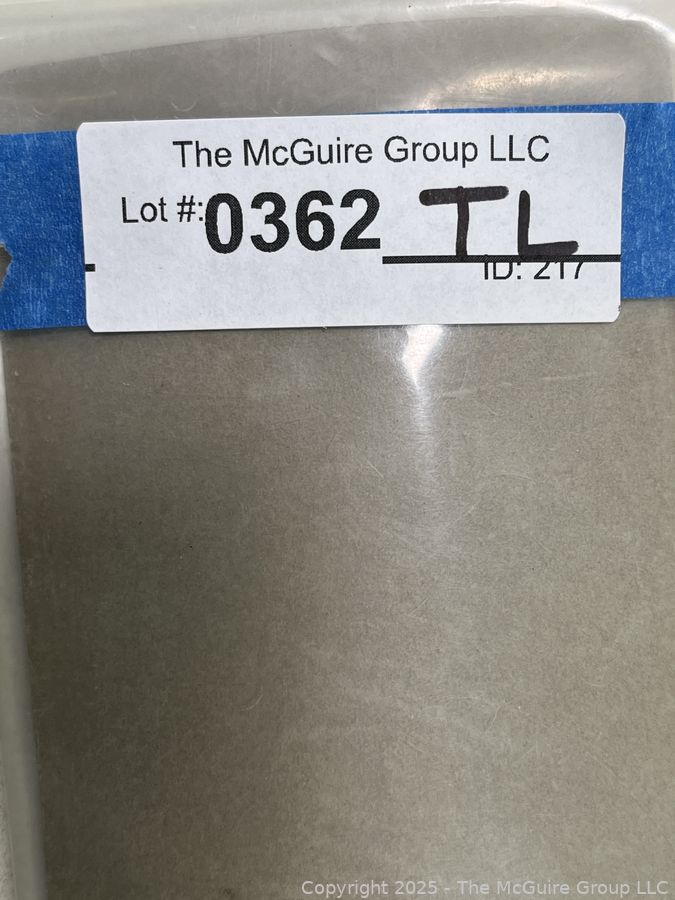 The McGuire Group LLC
Lot #:0362 TL
ID: 217
Copyright 2025 - The McGuire Group LLC